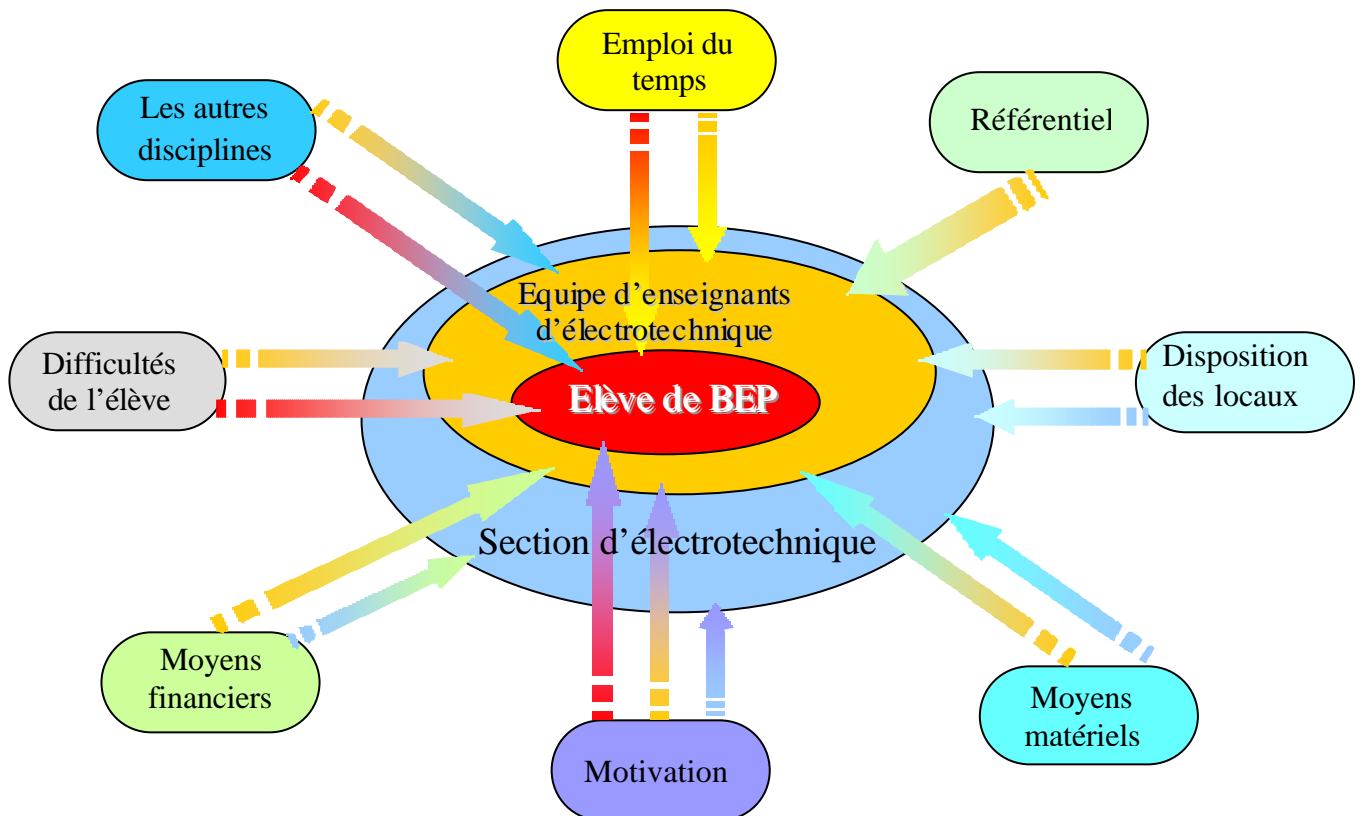 Emploi du
temps
Les autres
disciplines
Référentiel
Equipe d’enseignants
d’électrotechnique
Difficultés
de l’élève
Elève de BEP
Disposition
des locaux
Section d’électrotechnique
Moyens
financiers
Moyens
matériels
Motivation